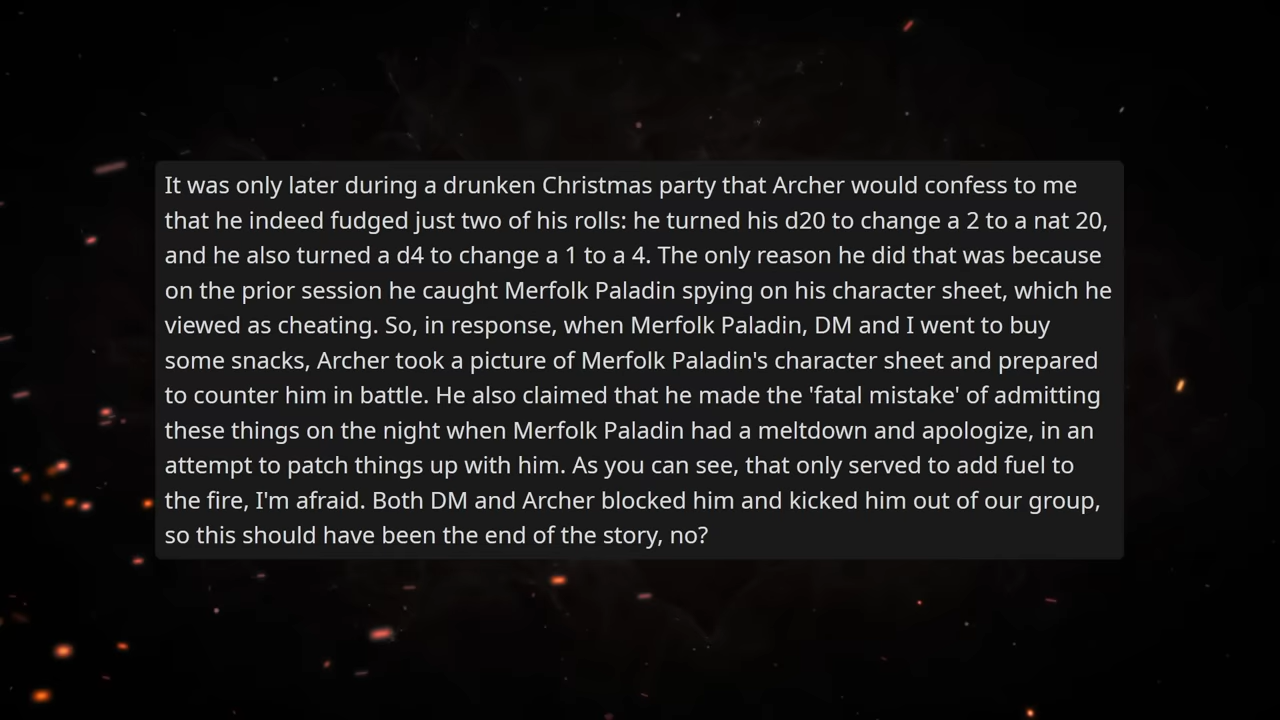 It was only later during a drunken Christmas party that Archer would confess to me
that he indeed fudged just two of his rolls: he turned his d20 to change a 2 to a nat 20,
and he also turned a d4 to change a 1 to a 4. The only reason he did that was because
on the prior session he caught Merfolk Paladin spying on his character sheet, which he
viewed as cheating. So, in response, when Merfolk Paladin, DM and I went to buy
some snacks, Archer took a picture of Merfolk Paladin's character sheet and prepared
to counter him in battle. He also claimed that he made the 'fatal mistake' of admitting
these things on the night when Merfolk Paladin had a meltdown and apologize, in an
attempt to patch things up with him. As you can see, that only served to add fuel to
the fire, I'm afraid. Both DM and Archer blocked him and kicked him out of our group,
so this should have been the end of the story, no?